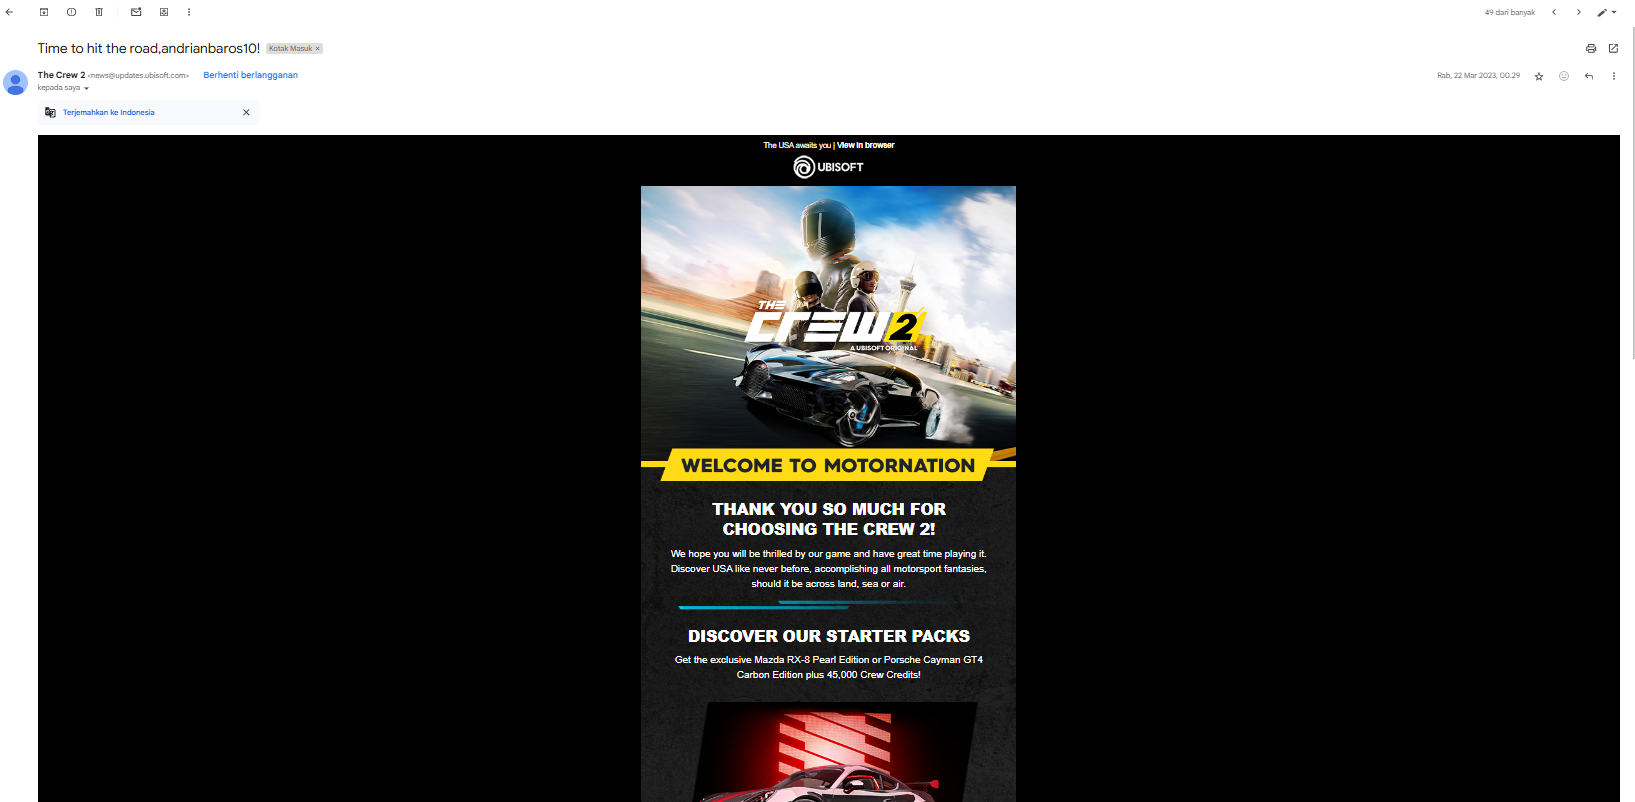 49 dari banyak
Time to hit the road,andrianbaros10!
Kotak Masuk ×
The Crew 2 <news@updates.ubisoft.com> Berhenti berlangganan
Rab, 22 Mar 2023, 00.29
kepada saya
Terjemahkan ke Indonesia
The USA awaits you | View in browser
UBISOFT
THE
CREW 2
A UBISOFT ORIGINAL
WELCOME TO MOTORNATION
THANK YOU SO MUCH FOR
CHOOSING THE CREW 2!
We hope you will be thrilled by our game and have great time playing it.
Discover USA like never before, accomplishing all motorsport fantasies,
should it be across land, sea or air.
DISCOVER OUR STARTER PACKS
Get the exclusive Mazda RX-8 Pearl Edition or Porsche Cayman GT4
Carbon Edition plus 45,000 Crew Credits!